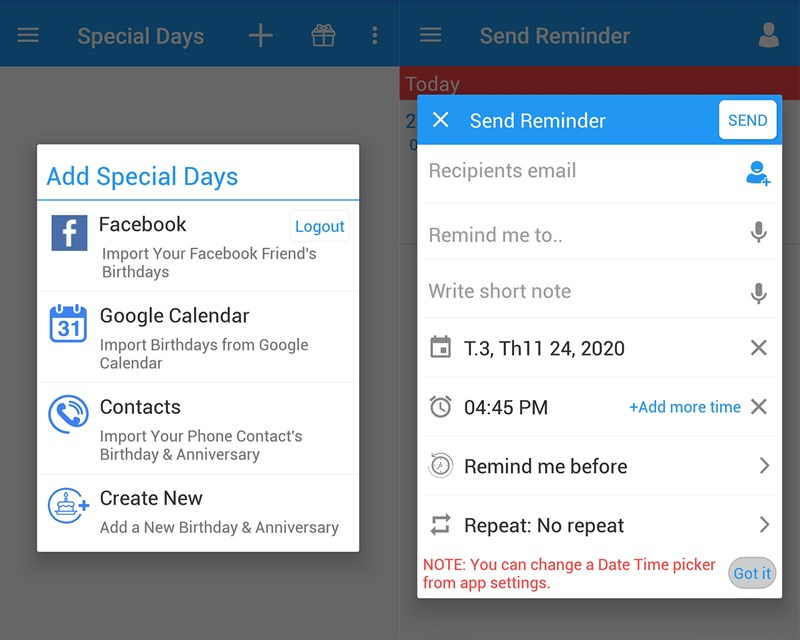 Special Days
Add Special Days
f
Facebook
Logout
Import Your Facebook Friend's
Birthdays
31
Google Calendar
Import Birthdays from Google
Calendar
Contacts
Import Your Phone Contact's
Birthday & Anniversary
Create New
Add a New Birthday & Anniversary
Send Reminder
Today
2
0
Send Reminder
SEND
Recipients email
Remind me to..
Write short note
T.3, Th11 24, 2020
04:45 PM
+Add more time
Remind me before
Repeat: No repeat
NOTE: You can change a Date Time picker
from app settings.
Got it